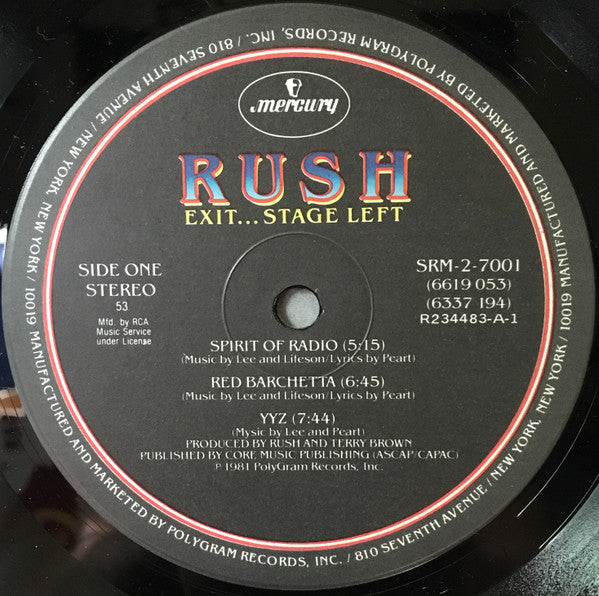 mercury
RUSH
EXIT...STAGE LEFT
SIDE ONE
STEREO
53
Mfd. by RCA
Music Service
under License
SRM-2-7001
(6619 053)
(6337 194)
R234483-A-1
SPIRIT OF RADIO (5:15)
(Music by Lee and Lifeson/Lyrics by Peart)
RED BARCHETTA (6:45)
(Music by Lee and Lifeson/Lyrics by Peart)
YYZ (7:44)
(Mysic by Lee and Peart)
PRODUCED BY RUSH AND TERRY BROWN
PUBLISHED BY CORE MUSIC PUBLISHING (ASCAP/CAPAC)
℗ 1981 PolyGram Records, Inc.
MANUFACTURED AND MARKETED BY POLYGRAM RECORDS, INC. / 810 SEVENTH AVENUE / NEW YORK, NEW YORK / 10019 MANUFACTURED AND MARKETED BY POLYGRAM RECORDS, INC. / 810 SEVENTH AVENUE / NEW YORK, NEW YORK / 10019